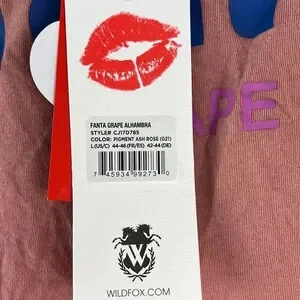 FANTA GRAPE ALHAMBRA
STYLE# CJ17D785
COLOR: PIGMENT ASH ROSE (G21)
L(US/C) 44-46 (FR/ES) 42-44 (DE)
7 45934 99273 0
APE
W
WILDFOX.COM